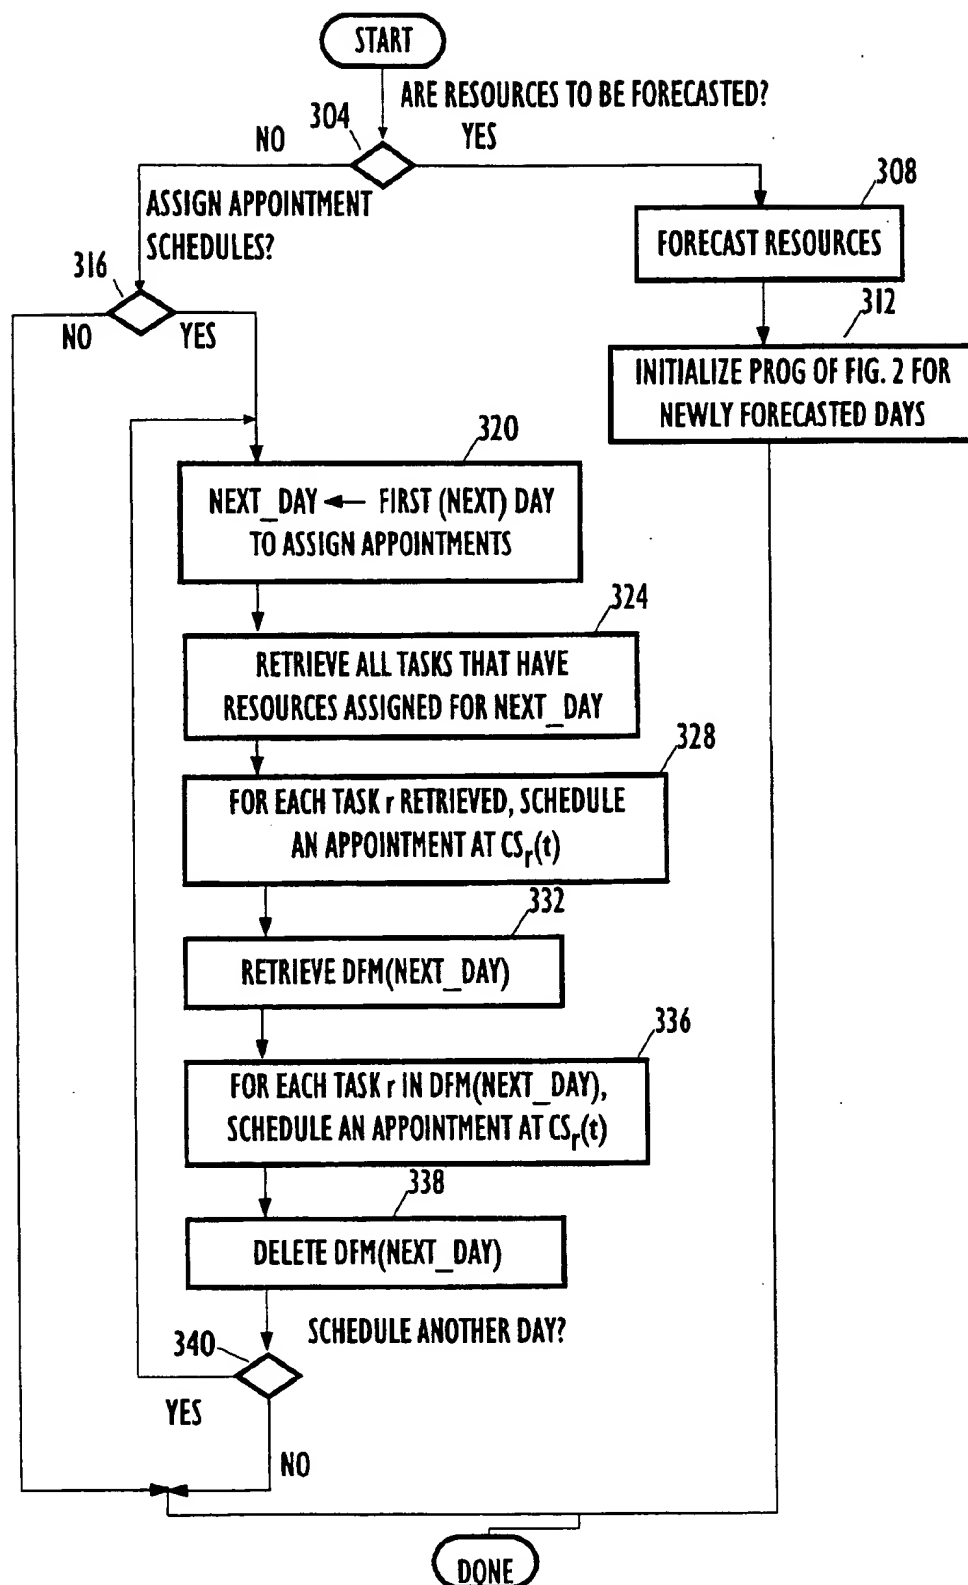 START
ARE RESOURCES TO BE FORECASTED?
304
NO
YES
308
ASSIGN APPOINTMENT
SCHEDULES?
FORECAST RESOURCES
316
312
NO
YES
INITIALIZE PROG OF FIG. 2 FOR
NEWLY FORECASTED DAYS
320
NEXT_DAY ← FIRST (NEXT) DAY
TO ASSIGN APPOINTMENTS
324
RETRIEVE ALL TASKS THAT HAVE
RESOURCES ASSIGNED FOR NEXT_DAY
328
FOR EACH TASK r RETRIEVED, SCHEDULE
AN APPOINTMENT AT CSr(t)
332
RETRIEVE DFM(NEXT_DAY)
336
FOR EACH TASK r IN DFM(NEXT_DAY),
SCHEDULE AN APPOINTMENT AT CSr(t)
338
DELETE DFM(NEXT_DAY)
SCHEDULE ANOTHER DAY?
340
YES
NO
DONE